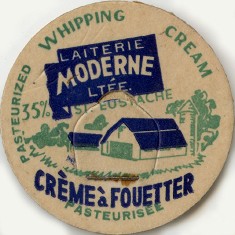 PASTEURIZED WHIPPING CREAM
LAITERIE
MODERNE
LTÉE.
35% ST. EUSTACHE
CRÈME à FOUETTER
PASTEURISÉE